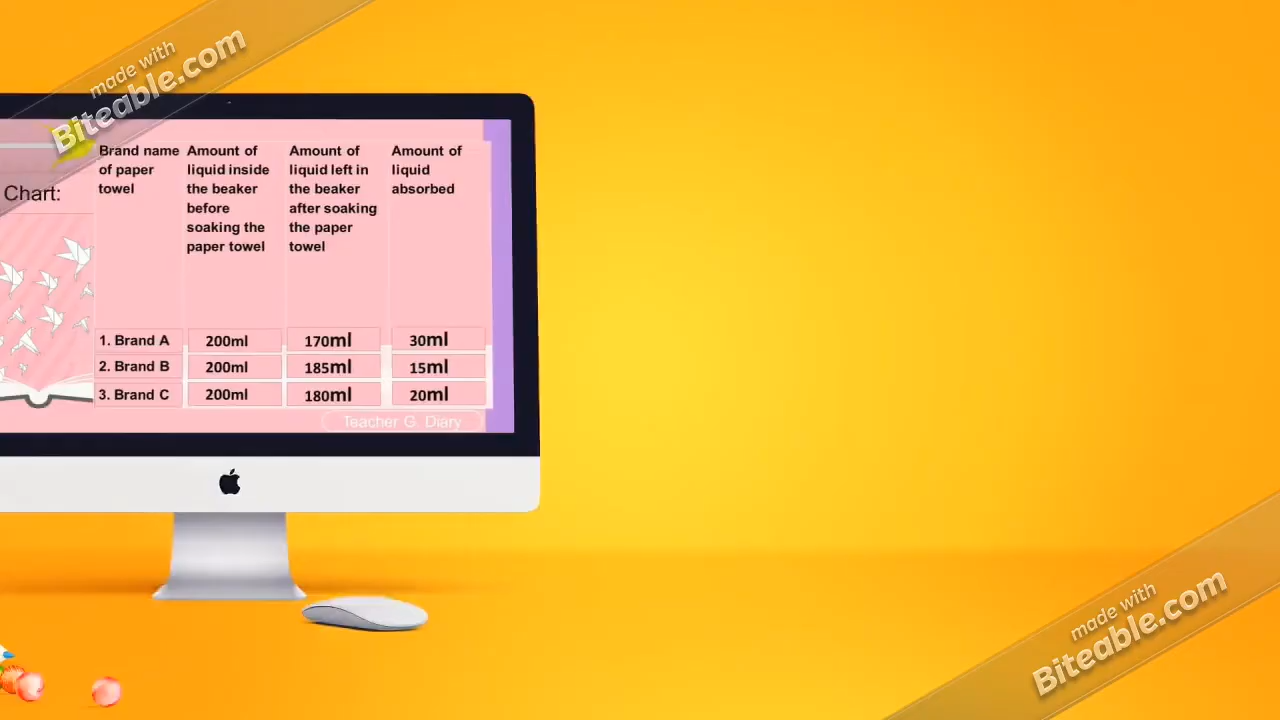 made with
Biteable.com
Chart:
Brand name
of paper
towel
Amount of
liquid inside
the beaker
before
soaking the
paper towel
Amount of
liquid left in
the beaker
after soaking
the paper
towel
Amount of
liquid
absorbed
1. Brand A 200ml 170ml 30ml
2. Brand B 200ml 185ml 15ml
3. Brand C 200ml 180ml 20ml
Teacher G. Diary
made with
Biteable.com